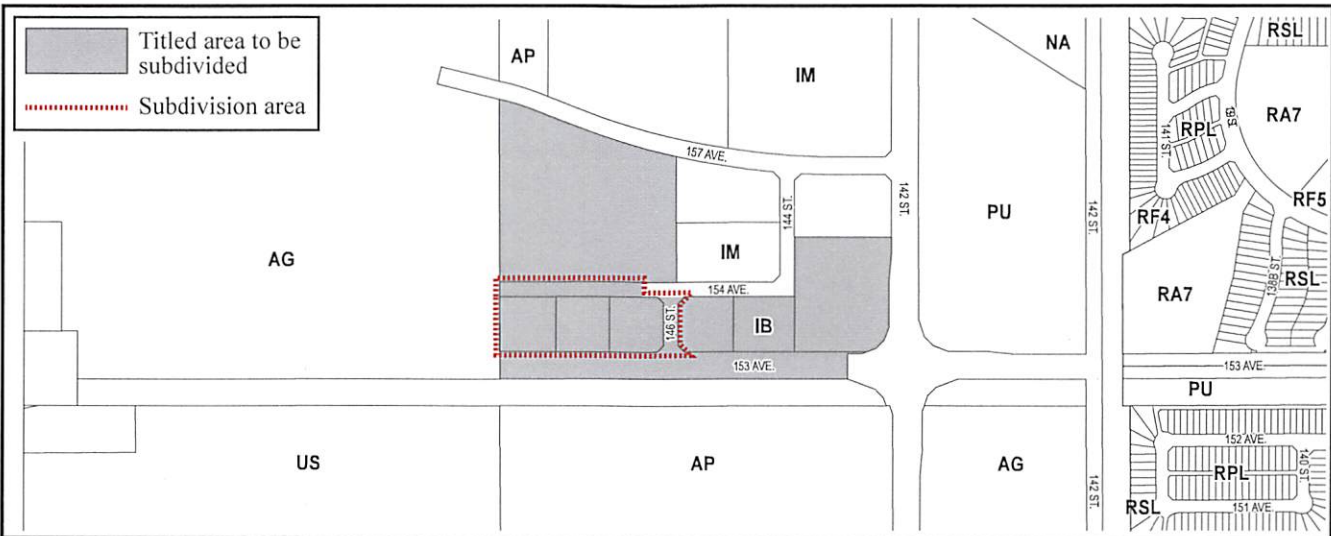 Titled area to be
subdivided
Subdivision area
AP
IM
NA
RSL
RA7
141 ST.
RPL
139 ST.
157 AVE.
142 ST.
144 ST.
PU
142 ST.
RF4
RF5
AG
IM
154 AVE.
RA7
138B ST.
RSL
146 ST.
IB
153 AVE.
153 AVE.
PU
US
AP
AG
142 ST.
152 AVE.
RPL
140 ST.
RSL
151 AVE.